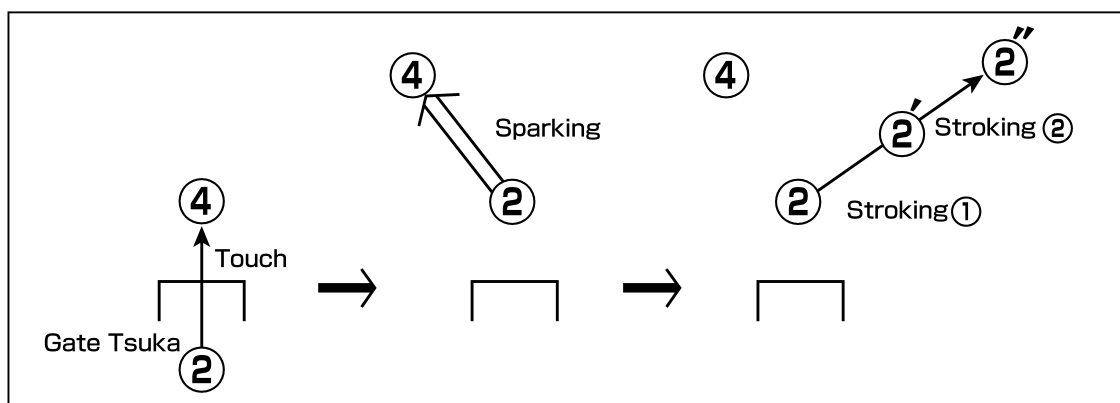 ④
Touch
Gate Tsuka
②
④
Sparking
②
④
②″
②′
Stroking ②
②
Stroking ①